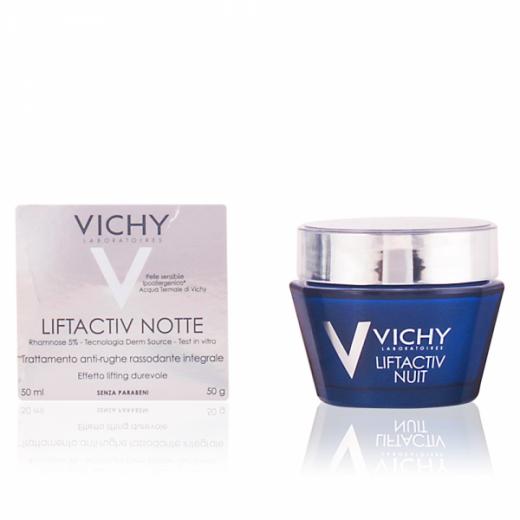 VICHY
LABORATOIRES
V
Pelle sensibile
Ipoallergenico*
Acqua Termale di Vichy
LIFTACTIV NOTTE
Rhamnose 5% - Tecnologia Derm Source - Test in vitro
Trattamento anti-rughe rassodante integrale
Effetto lifting durevole
50 ml
SENZA PARABENI
50 g
VICHY
LABORATOIRES
LIFTACTIV
NUIT